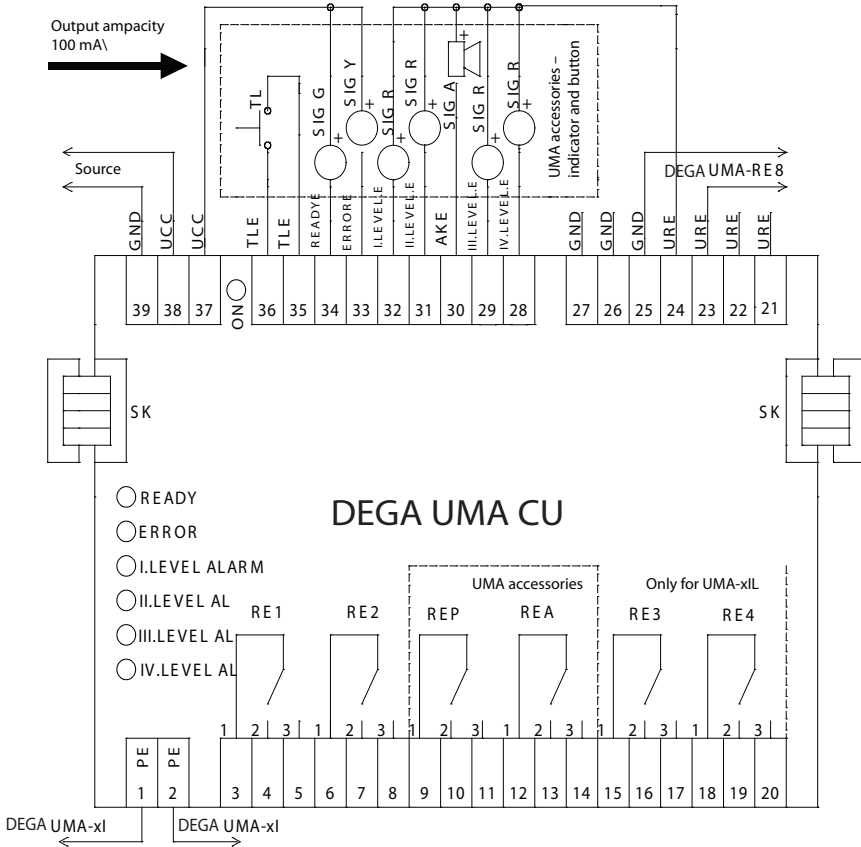 Output ampacity
100 mA\
Source
TL
SIG G
SIG Y
SIG R
SIG R
SIG A
SIG R
SIG R
UMA accessories –
indicator and button
DEGA UMA-RE8
GND
UCC
UCC
TLE
TLE
READYE
ERRORE
I.LEVEL.E
II.LEVEL.E
AKE
III.LEVEL.E
IV.LEVEL.E
GND
GND
GND
URE
URE
URE
URE
39 38 37 ON 36 35 34 33 32 31 30 29 28 27 26 25 24 23 22 21
SK
SK
READY
ERROR
I.LEVEL ALARM
II.LEVEL AL
III.LEVEL AL
IV.LEVEL AL
DEGA UMA CU
UMA accessories
Only for UMA-xIL
RE1 RE2 REP REA RE3 RE4
1 2 3 1 2 3 1 2 3 1 2 3 1 2 3 1 2 3
PE PE
1 2 3 4 5 6 7 8 9 10 11 12 13 14 15 16 17 18 19 20
DEGA UMA-xI
DEGA UMA-xI